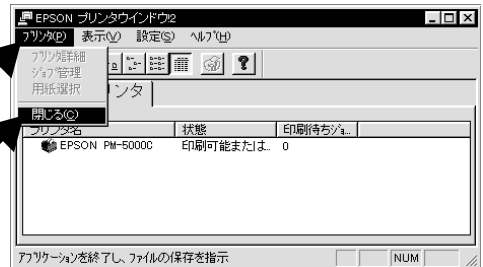 EPSON プリンタウインドウ!2
プリンタ(P) 表示(V) 設定(S) ヘルプ(H)
プリンタ詳細
ジョブ管理
用紙選択
閉じる(C)
ンタ
プリンタ名 状態 印刷待ちジョ...
EPSON PM-5000C 印刷可能または... 0
アプリケーションを終了し、ファイルの保存を指示 NUM